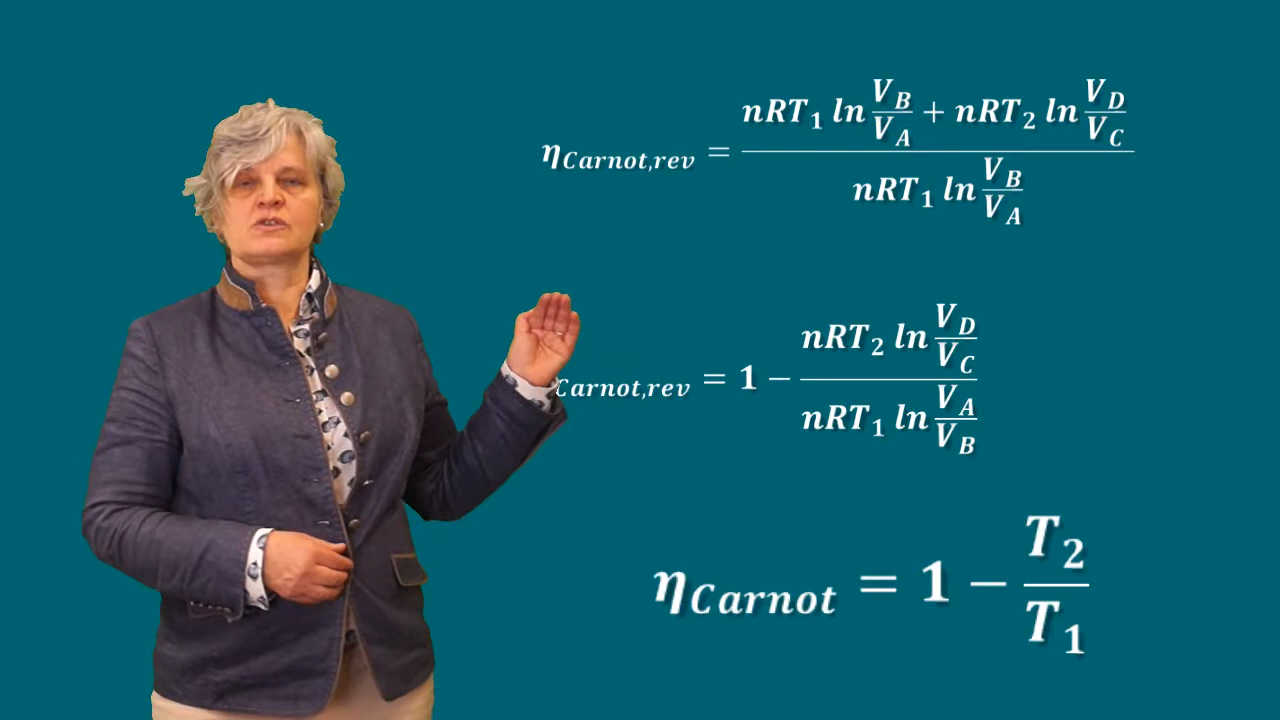 η_Carnot,rev = (nRT₁ ln(V_B/V_A) + nRT₂ ln(V_D/V_C)) / (nRT₁ ln(V_B/V_A))
Carnot,rev = 1 − (nRT₂ ln(V_D/V_C)) / (nRT₁ ln(V_A/V_B))
η_Carnot = 1 − T₂/T₁